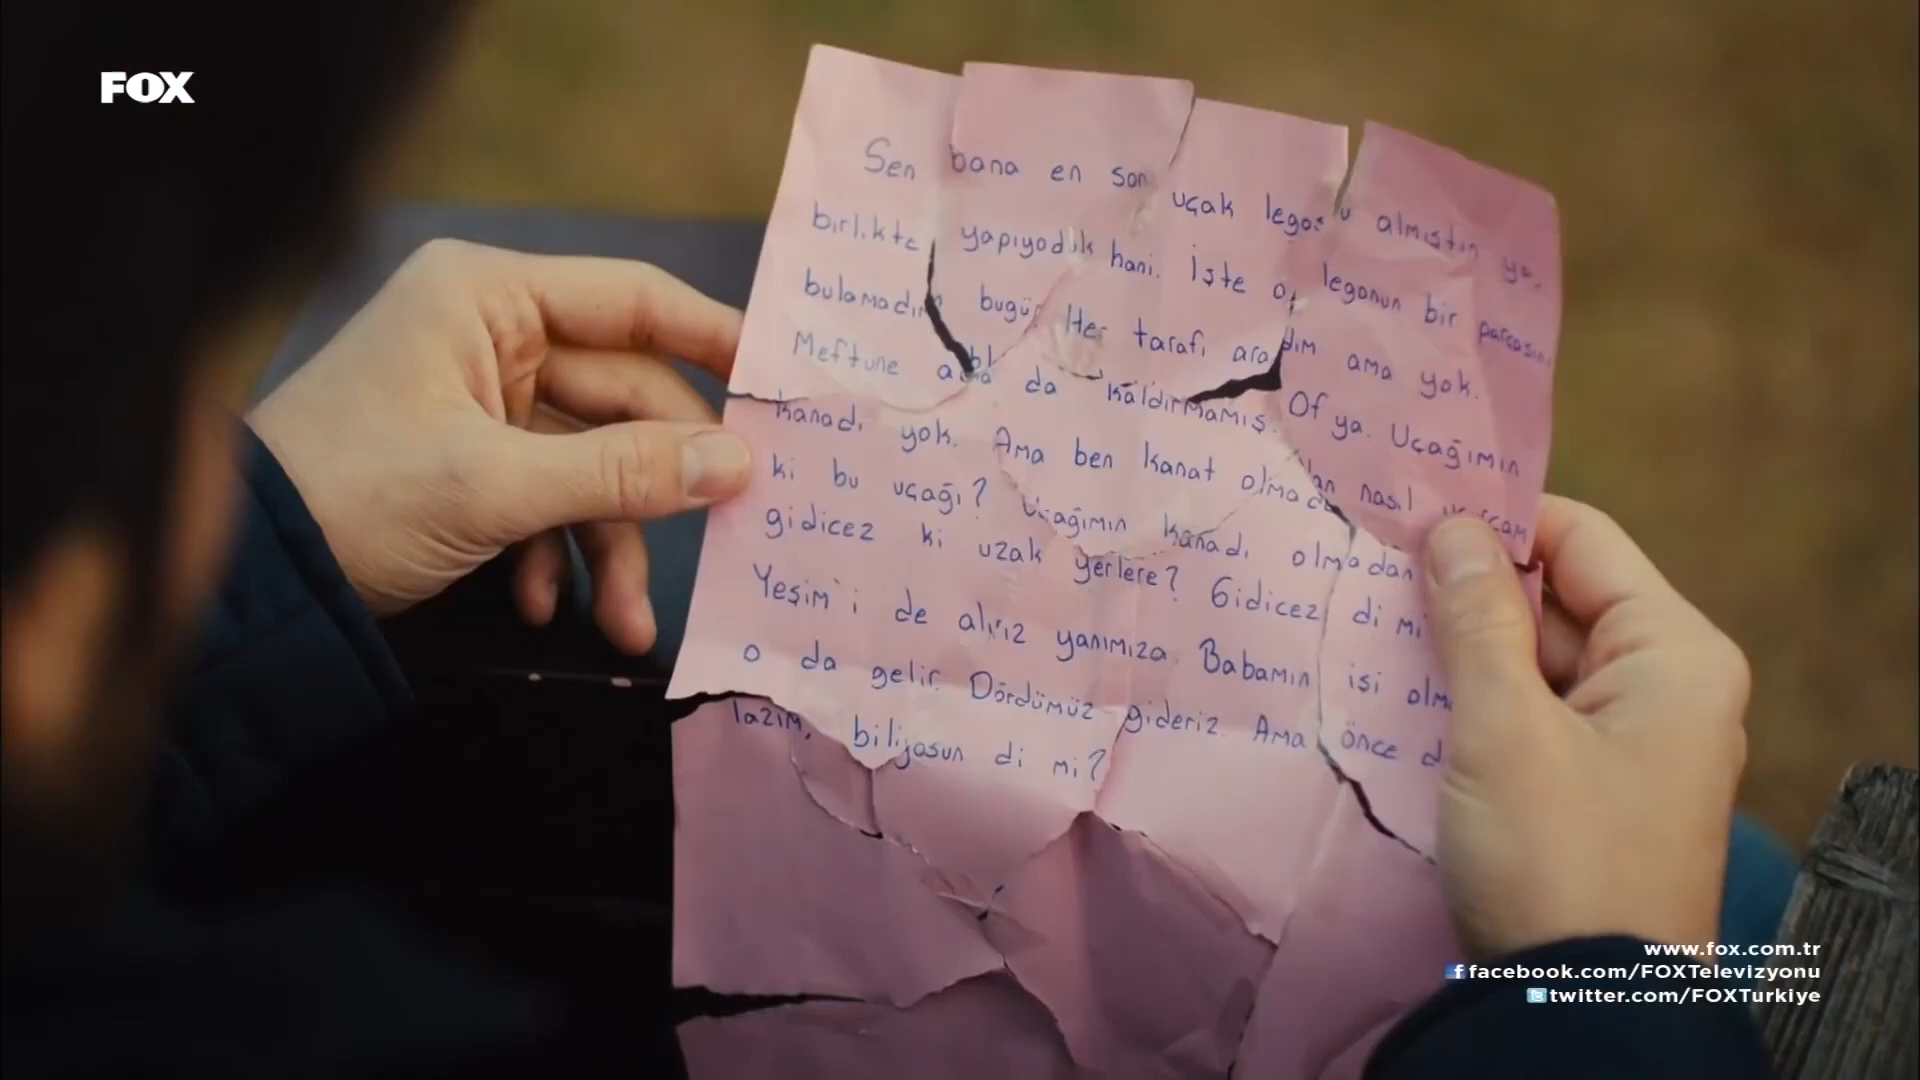 FOX
Sen bana en son uçak legosu almıştın ya.
birlikte yapıyoduk hani. İşte o legonun bir parçasını
bulamadım bugün. Her tarafı aradım ama yok.
Meftune abla da kaldırmamış. Of ya. Uçağımın
kanadı yok. Ama ben kanat olmadan nasıl uçurcam
ki bu uçağı? Uçağımın kanadı olmadan
gidicez ki uzak yerlere? Gidicez di mi
Yeşim'i de alırız yanımıza. Babamın işi
o da gelir. Dördümüz gideriz. Ama önce
lazım, biliyosun di mi?
www.fox.com.tr
facebook.com/FOXTelevizyonu
twitter.com/FOXTurkiye